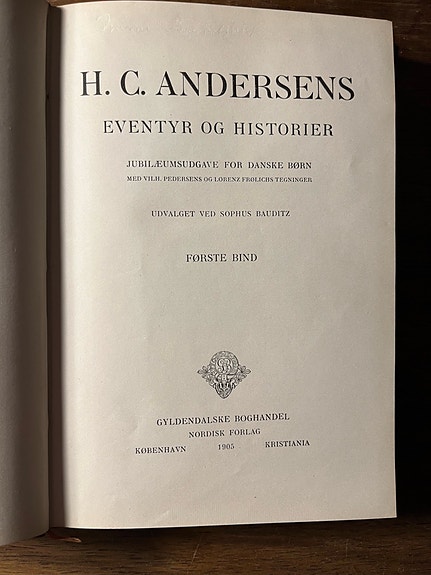 H. C. ANDERSENS
EVENTYR OG HISTORIER
JUBILÆUMSUDGAVE FOR DANSKE BØRN
MED VILH. PEDERSENS OG LORENZ FRØLICHS TEGNINGER
UDVALGET VED SOPHUS BAUDITZ
FØRSTE BIND
GYLDENDALSKE BOGHANDEL
NORDISK FORLAG
KØBENHAVN 1905 KRISTIANIA